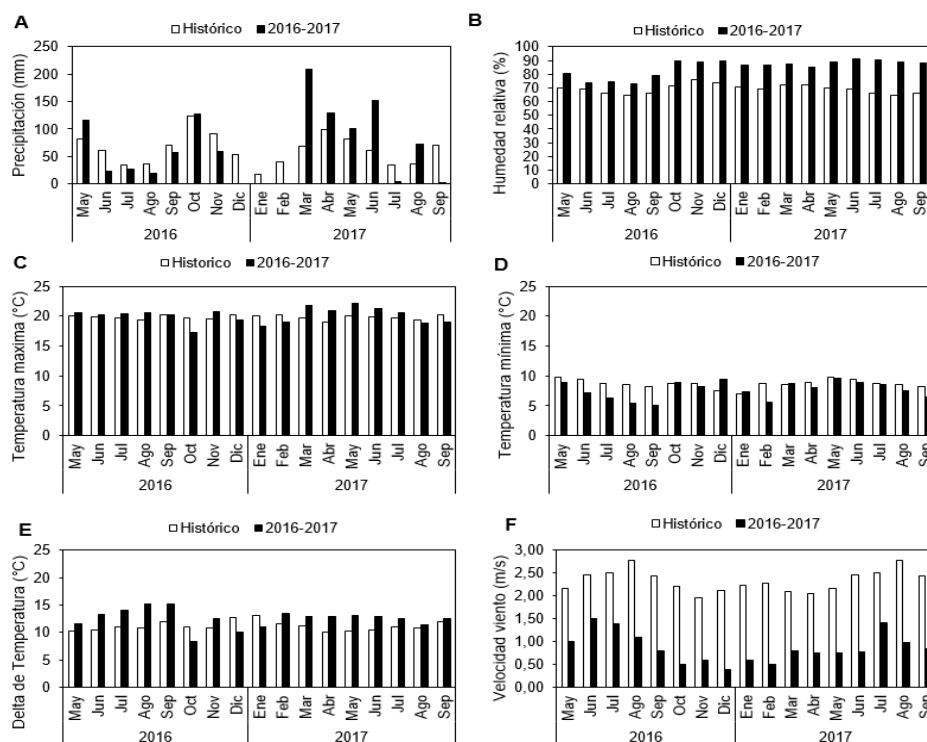 A
Histórico 2016-2017
Precipitación (mm)
250
200
150
100
50
0
May Jun Jul Ago Sep Oct Nov Dic Ene Feb Mar Abr May Jun Jul Ago Sep
2016 2017
B
Histórico 2016-2017
Humedad relativa (%)
100
90
80
70
60
50
40
30
20
10
0
May Jun Jul Ago Sep Oct Nov Dic Ene Feb Mar Abr May Jun Jul Ago Sep
2016 2017
C
Historico 2016-2017
Temperatura maxima (°C)
25
20
15
10
5
0
May Jun Jul Ago Sep Oct Nov Dic Ene Feb Mar Abr May Jun Jul Ago Sep
2016 2017
D
Historico 2016-2017
Temperatura mínima (°C)
25
20
15
10
5
0
May Jun Jul Ago Sep Oct Nov Dic Ene Feb Mar Abr May Jun Jul Ago Sep
2016 2017
E
Histórico 2016-2017
Delta de Temperatura (°C)
25
20
15
10
5
0
May Jun Jul Ago Sep Oct Nov Dic Ene Feb Mar Abr May Jun Jul Ago Sep
2016 2017
F
Histórico 2016-2017
Velocidad viento (m/s)
3,00
2,50
2,00
1,50
1,00
0,50
0,00
May Jun Jul Ago Sep Oct Nov Dic Ene Feb Mar Abr May Jun Jul Ago Sep
2016 2017